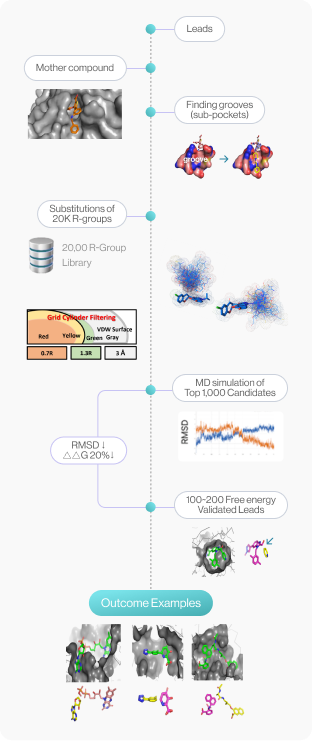 Leads
Mother compound
Finding grooves
(sub-pockets)
groove
Substitutions of
20K R-groups
20,00 R-Group
Library
Grid Cylinder Filtering
VDW Surface
Red
Yellow
Green
Gray
0.7R
1.3R
3 Å
MD simulation of
Top 1,000 Candidates
RMSD
RMSD ↓
△△G 20%↓
100-200 Free energy
Validated Leads
Outcome Examples